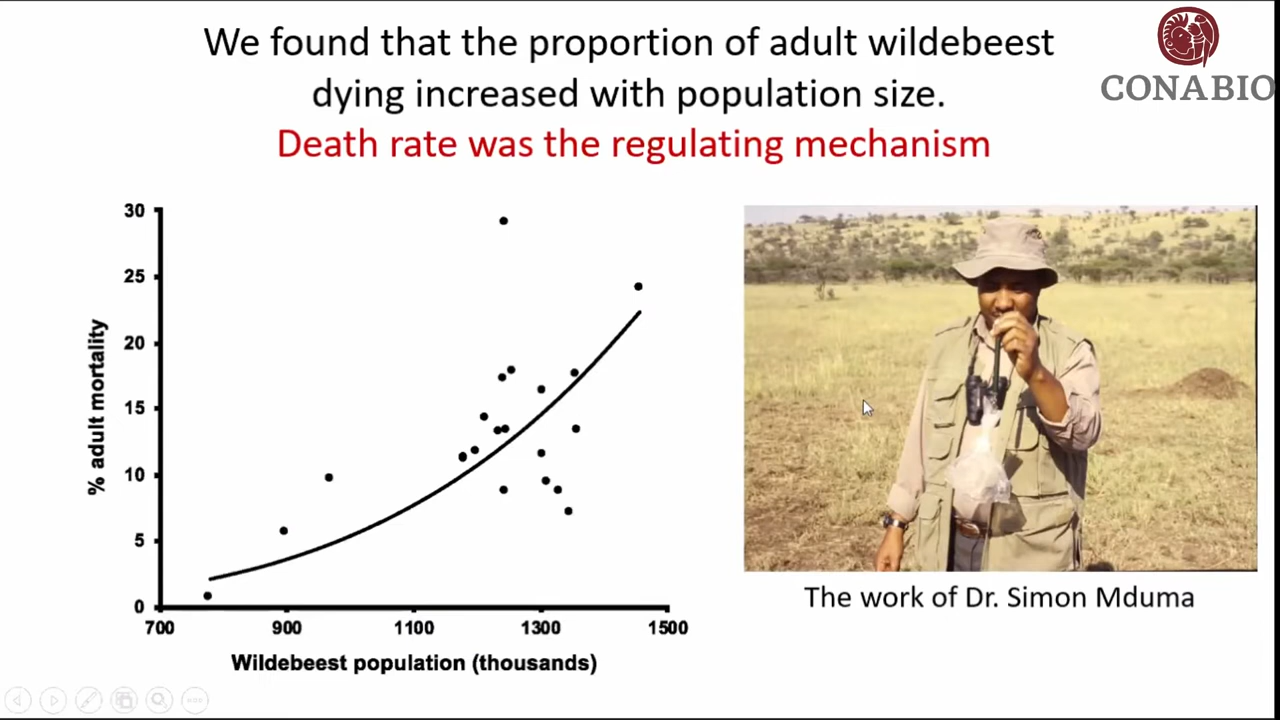 We found that the proportion of adult wildebeest
dying increased with population size.
Death rate was the regulating mechanism
CONABIO
30
25
20
15
10
5
0
% adult mortality
700 900 1100 1300 1500
Wildebeest population (thousands)
The work of Dr. Simon Mduma